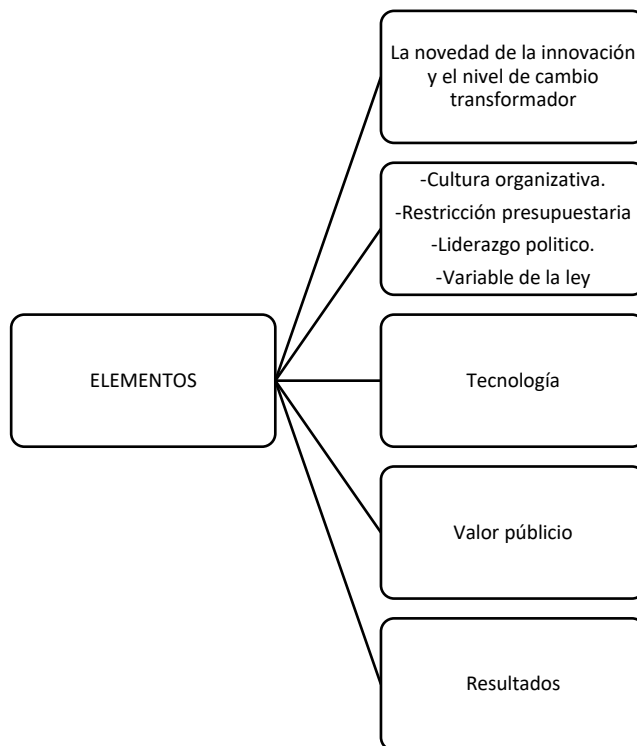 La novedad de la innovación
y el nivel de cambio
transformador
-Cultura organizativa.
-Restricción presupuestaria
-Liderazgo politico.
-Variable de la ley
ELEMENTOS
Tecnología
Valor públicio
Resultados